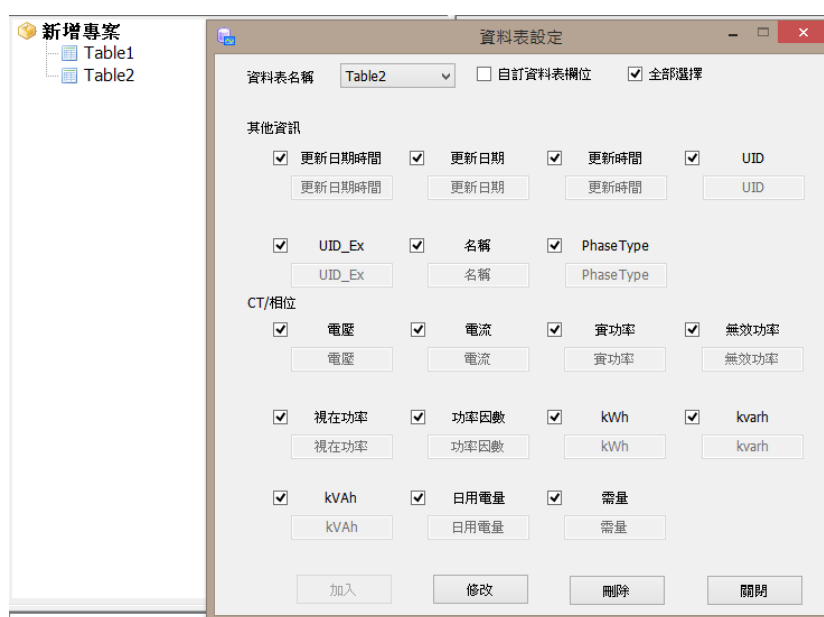 新增專案
Table1
Table2
資料表設定
資料表名稱 Table2 自訂資料表欄位 全部選擇
其他資訊
更新日期時間 更新日期 更新時間 UID
更新日期時間 更新日期 更新時間 UID
UID_Ex 名稱 PhaseType
UID_Ex 名稱 PhaseType
CT/相位
電壓 電流 實功率 無效功率
電壓 電流 實功率 無效功率
視在功率 功率因數 kWh kvarh
視在功率 功率因數 kWh kvarh
kVAh 日用電量 需量
kVAh 日用電量 需量
加入 修改 刪除 關閉